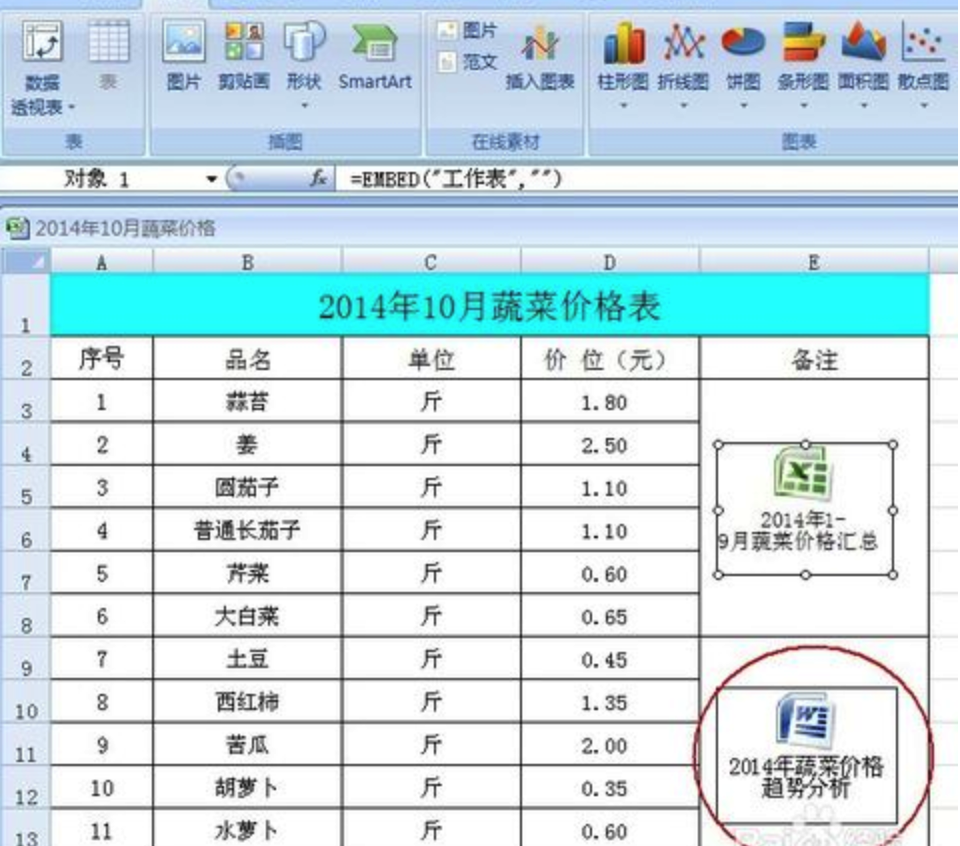 数据
透视表
表
图片
剪贴画
形状
SmartArt
图片
范文
插入图表
柱形图
折线图
饼图
条形图
面积图
散点图
表
插图
在线素材
图表
对象 1
fx
=EMBED("工作表","")
2014年10月蔬菜价格
A B C D E
1 2014年10月蔬菜价格表
2 序号 品名 单位 价 位（元） 备注
3 1 蒜苔 斤 1.80
4 2 姜 斤 2.50
5 3 圆茄子 斤 1.10
6 4 普通长茄子 斤 1.10
7 5 芹菜 斤 0.60
8 6 大白菜 斤 0.65
9 7 土豆 斤 0.45
10 8 西红柿 斤 1.35
11 9 苦瓜 斤 2.00
12 10 胡萝卜 斤 0.35
13 11 水萝卜 斤 0.60
2014年1-
9月蔬菜价格汇总
2014年蔬菜价格
趋势分析